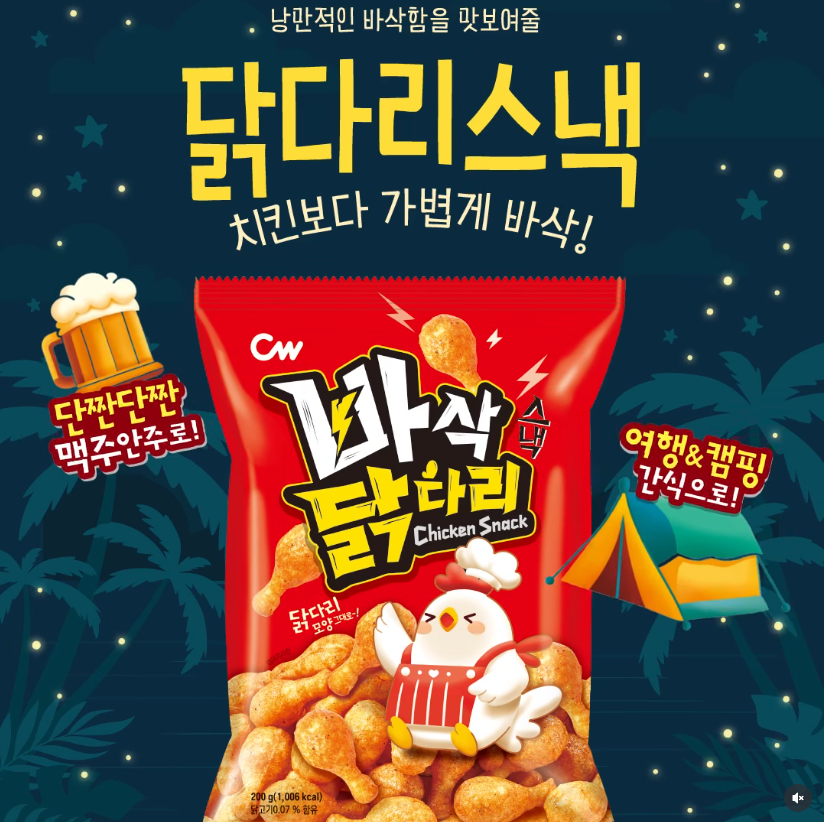 낭만적인 바삭함을 맛보여줄
닭다리스낵
치킨보다 가볍게 바삭!
CW
바삭
스낵
닭다리
Chicken Snack
단짠단짠
맥주안주로!
여행&캠핑
간식으로!
닭다리
모양 그대로~!
200 g(1,006 kcal)
닭고기0.07 % 함유